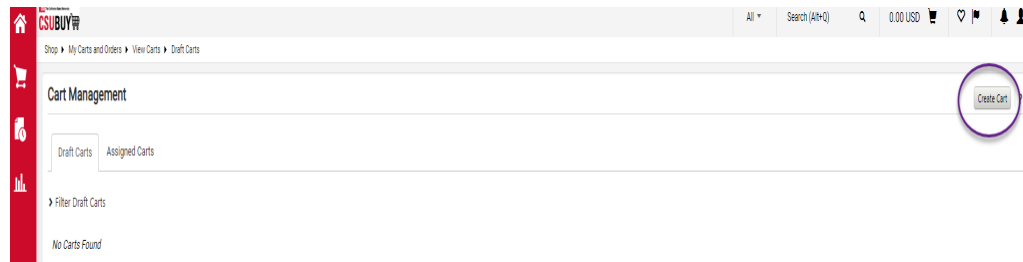 CSUBUY
All Search (Alt+Q) 0.00 USD
Shop My Carts and Orders View Carts Draft Carts
Cart Management
Create Cart
Draft Carts Assigned Carts
Filter Draft Carts
No Carts Found